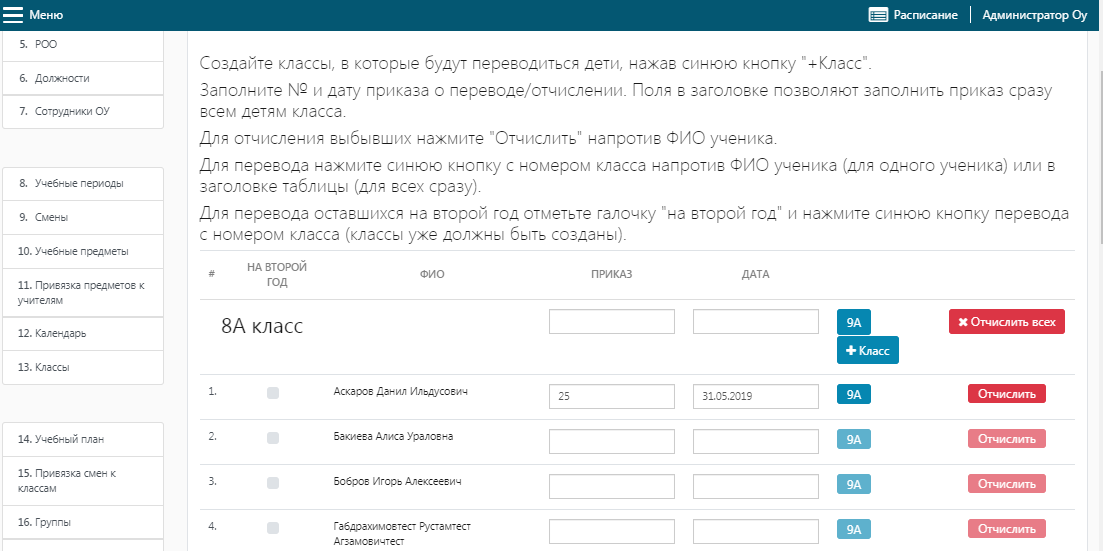 Меню
Расписание
Администратор Оу
5. РОО
6. Должности
7. Сотрудники ОУ
8. Учебные периоды
9. Смены
10. Учебные предметы
11. Привязка предметов к
учителям
12. Календарь
13. Классы
14. Учебный план
15. Привязка смен к
классам
16. Группы
Создайте классы, в которые будут переводиться дети, нажав синюю кнопку "+Класс".
Заполните № и дату приказа о переводе/отчислении. Поля в заголовке позволяют заполнить приказ сразу
всем детям класса.
Для отчисления выбывших нажмите "Отчислить" напротив ФИО ученика.
Для перевода нажмите синюю кнопку с номером класса напротив ФИО ученика (для одного ученика) или в
заголовке таблицы (для всех сразу).
Для перевода оставшихся на второй год отметьте галочку "на второй год" и нажмите синюю кнопку перевода
с номером класса (классы уже должны быть созданы).
# НА ВТОРОЙ ФИО ПРИКАЗ ДАТА
ГОД
8А класс 9А Отчислить всех
+ Класс
1. Аскаров Данил Ильдусович 25 31.05.2019 9А Отчислить
2. Бакиева Алиса Ураловна 9А Отчислить
3. Бобров Игорь Алексеевич 9А Отчислить
4. Габдрахимовтест Рустамтест 9А Отчислить
Агзамовичтест